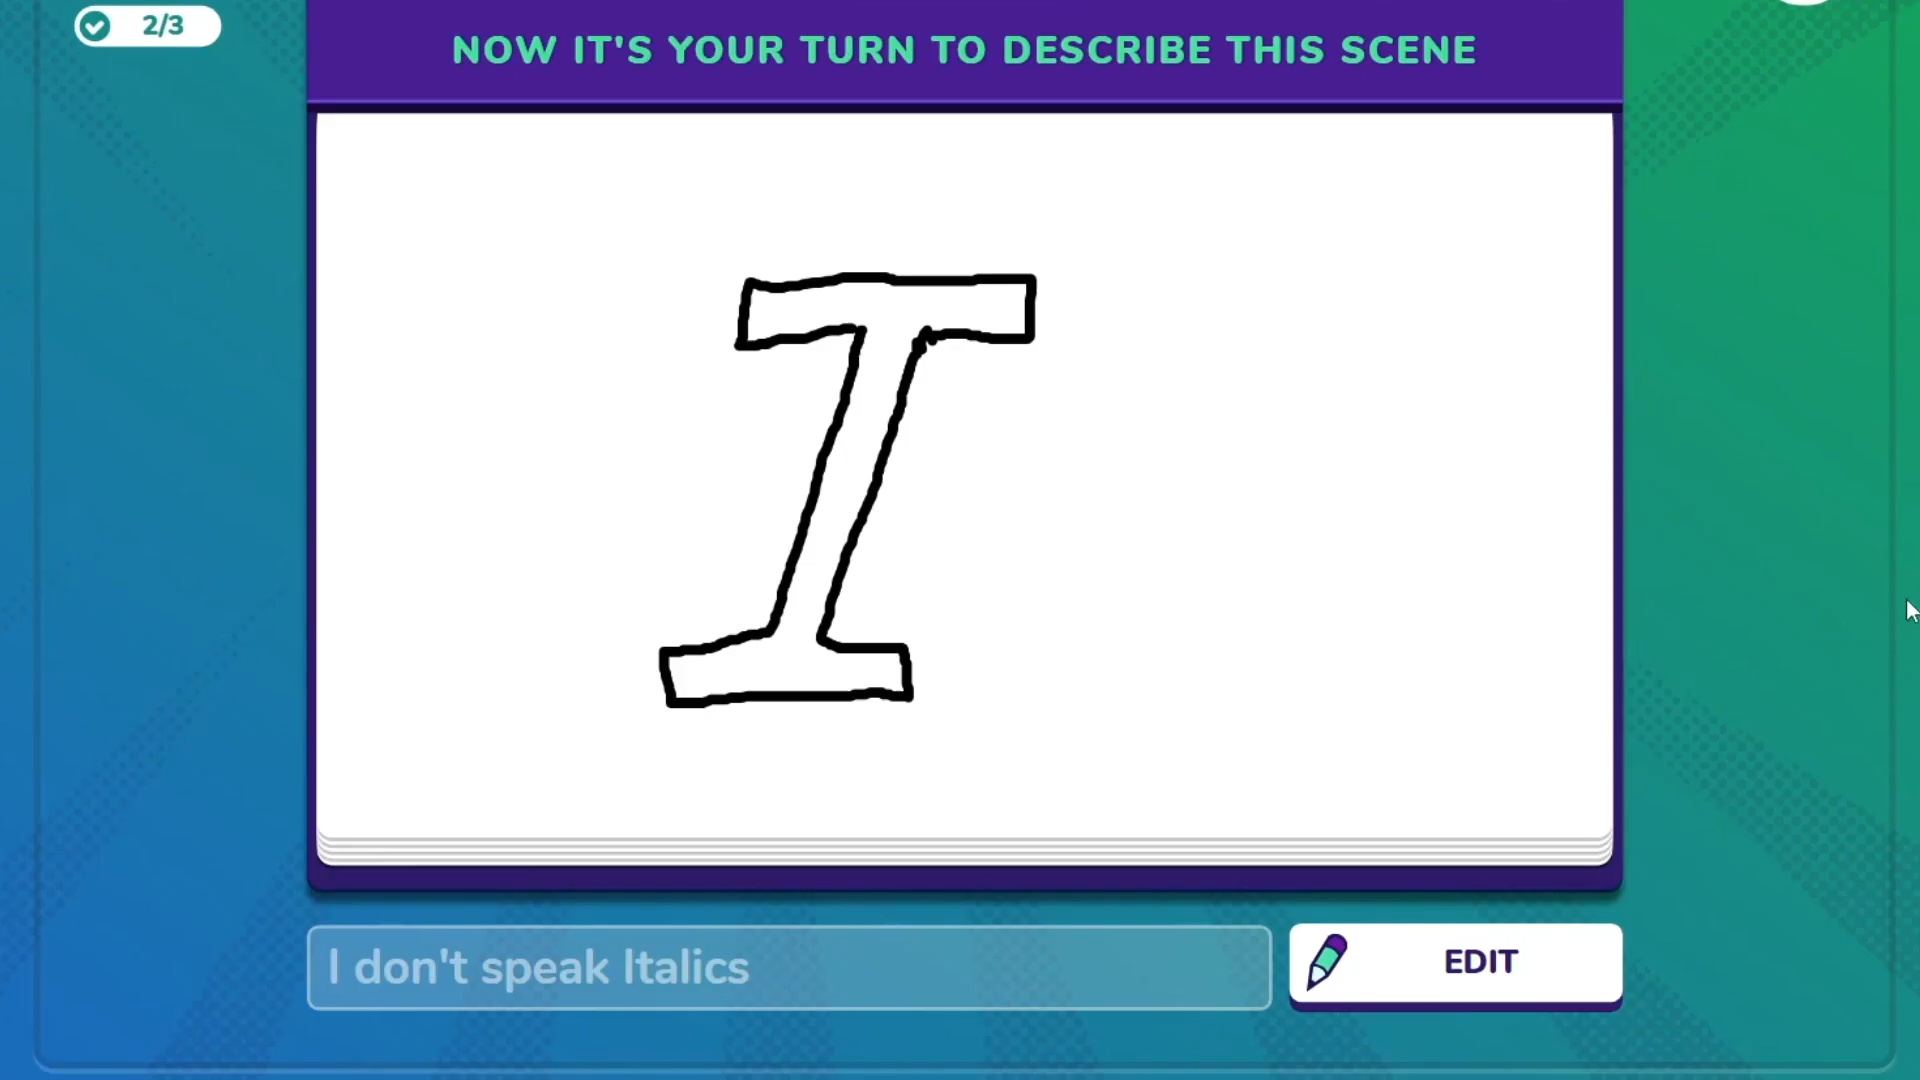 2/3
NOW IT'S YOUR TURN TO DESCRIBE THIS SCENE
I
I don't speak Italics
EDIT